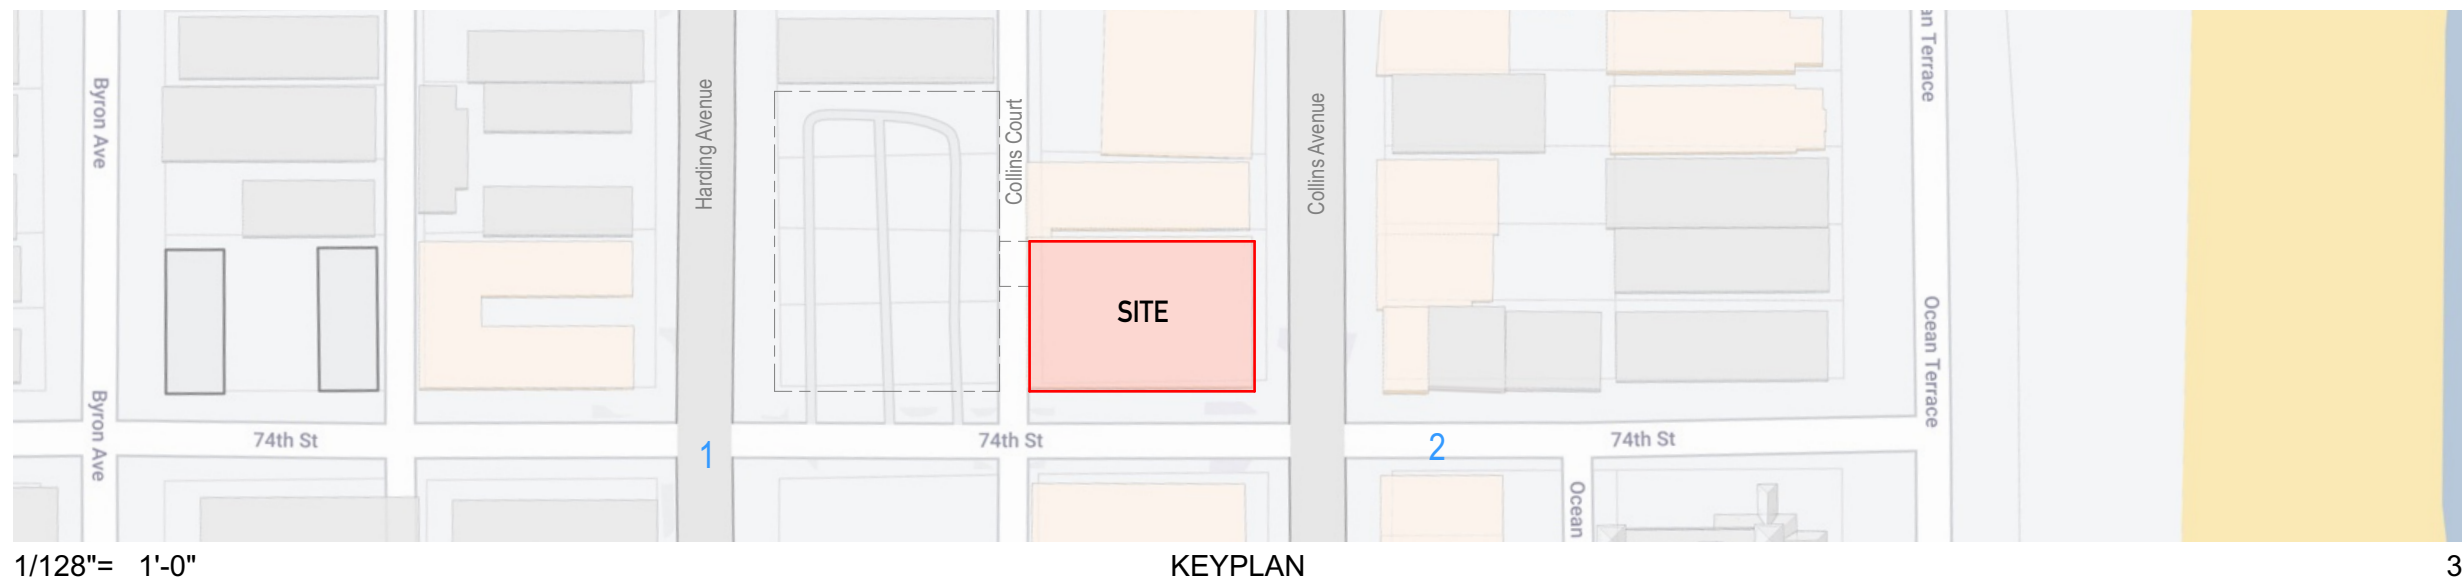 an Terrace
Byron Ave
Harding Avenue
Collins Court
Collins Avenue
SITE
Ocean Terrace
Byron Ave
74th St
1
74th St
2
74th St
Ocean
1/128"= 1'-0"
KEYPLAN
3